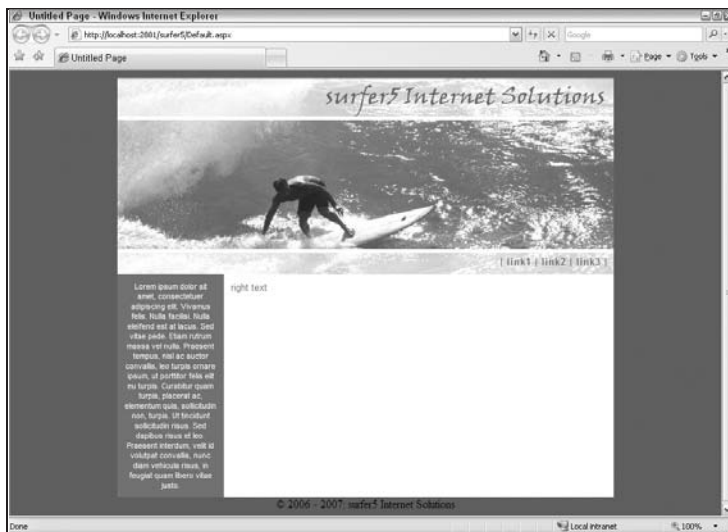 Untitled Page - Windows Internet Explorer
http://localhost:2001/surfer5/Default.aspx
Google
Untitled Page
Page
Tools
surfer5 Internet Solutions
| link1 | link2 | link3 |
Lorem ipsum dolor sit
amet, consectetuer
adipiscing elit. Vivamus
felis. Nulla facilisi. Nulla
eleifend est at lacus. Sed
vitae pede. Etiam rutrum
massa vel nulla. Praesent
tempus, nisl ac auctor
convallis, leo turpis ornare
ipsum, ut porttitor felis elit
eu turpis. Curabitur quam
turpis, placerat ac,
elementum quis, sollicitudin
non, turpis. Ut tincidunt
sollicitudin risus. Sed
dapibus risus et leo.
Praesent interdum, velit id
volutpat convallis, nunc
diam vehicula risus, in
feugiat quam libero vitae
justo.
right text
© 2006 - 2007: surfer5 Internet Solutions
Done
Local intranet
100%